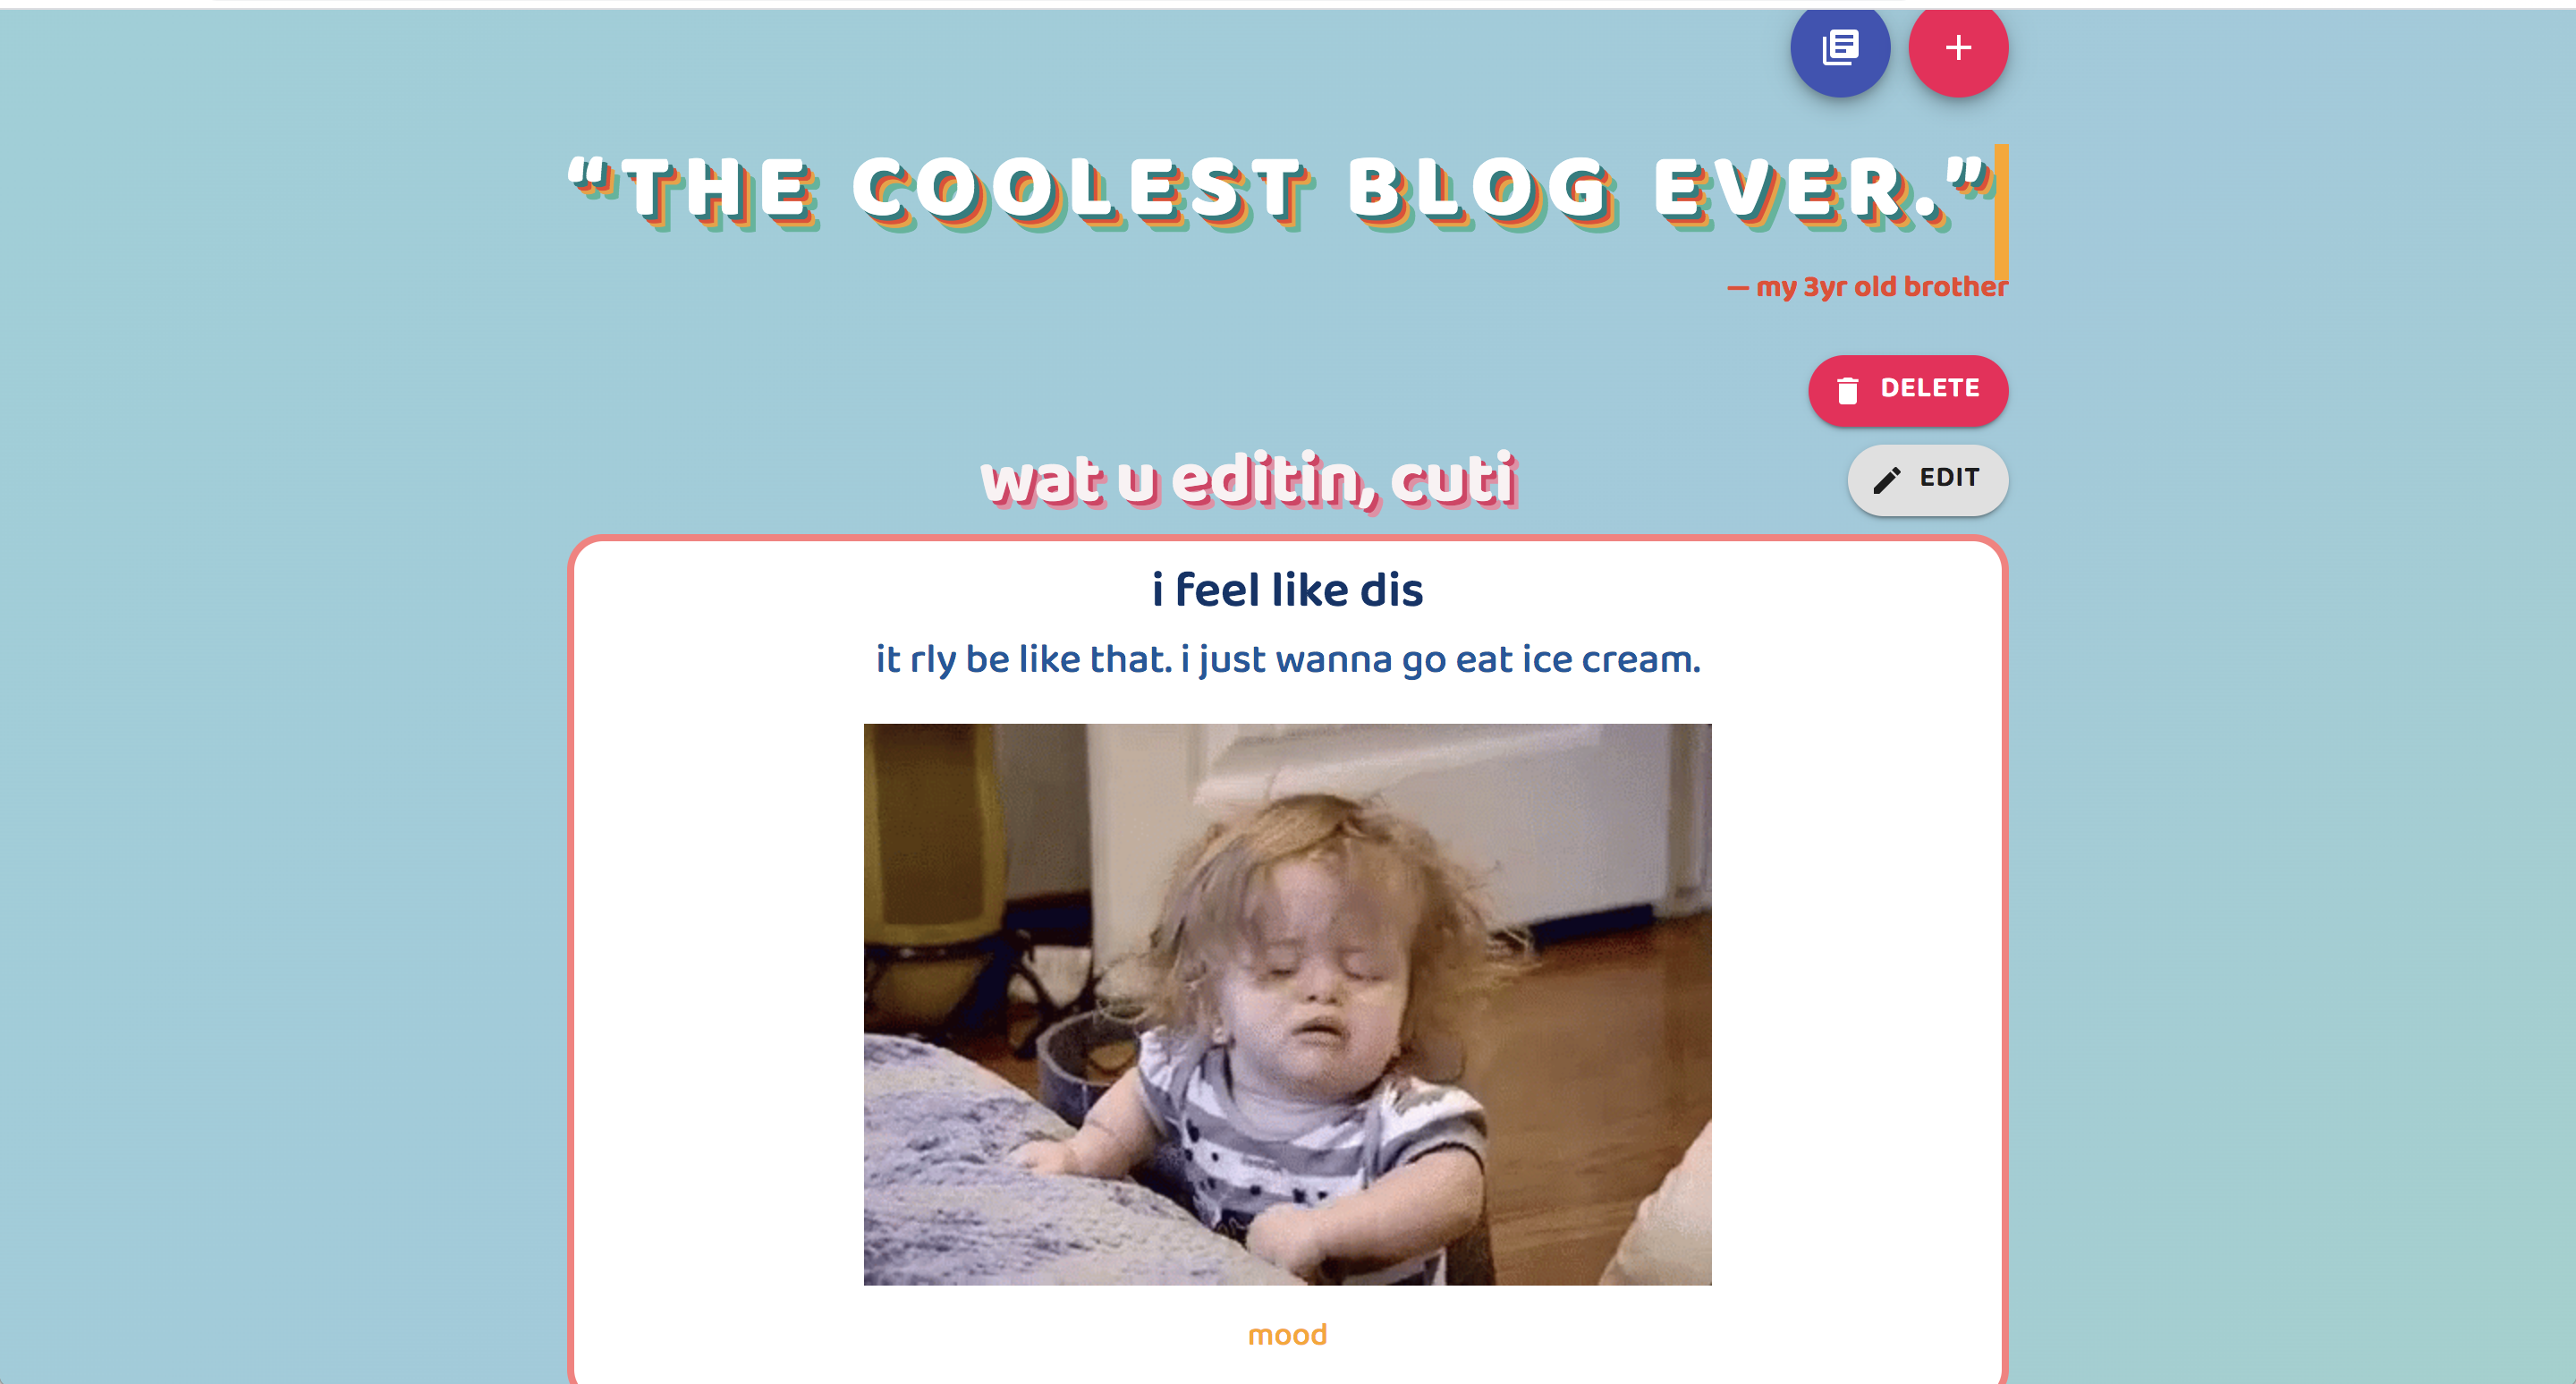 “THE COOLEST BLOG EVER.”
— my 3yr old brother
DELETE
wat u editin, cuti
EDIT
i feel like dis
it rly be like that. i just wanna go eat ice cream.
mood